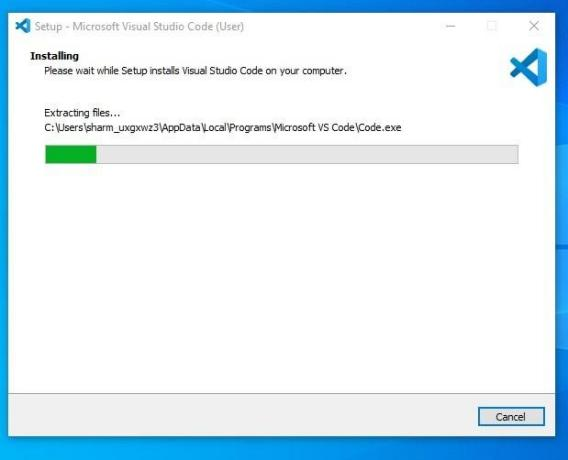 Setup - Microsoft Visual Studio Code (User)
Installing
Please wait while Setup installs Visual Studio Code on your computer.
Extracting files...
C:\Users\sharm_uxgxwz3\AppData\Local\Programs\Microsoft VS Code\Code.exe
Cancel